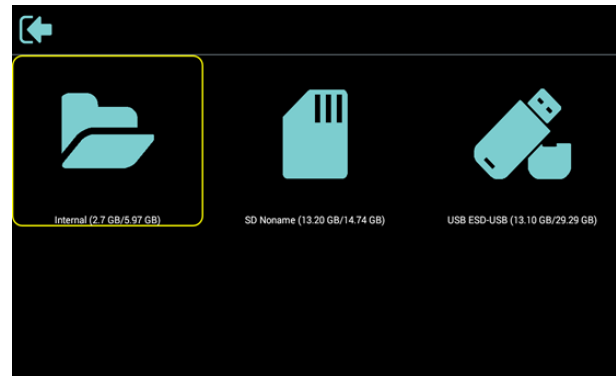 Internal (2.7 GB/5.97 GB)
SD Noname (13.20 GB/14.74 GB)
USB ESD-USB (13.10 GB/29.29 GB)